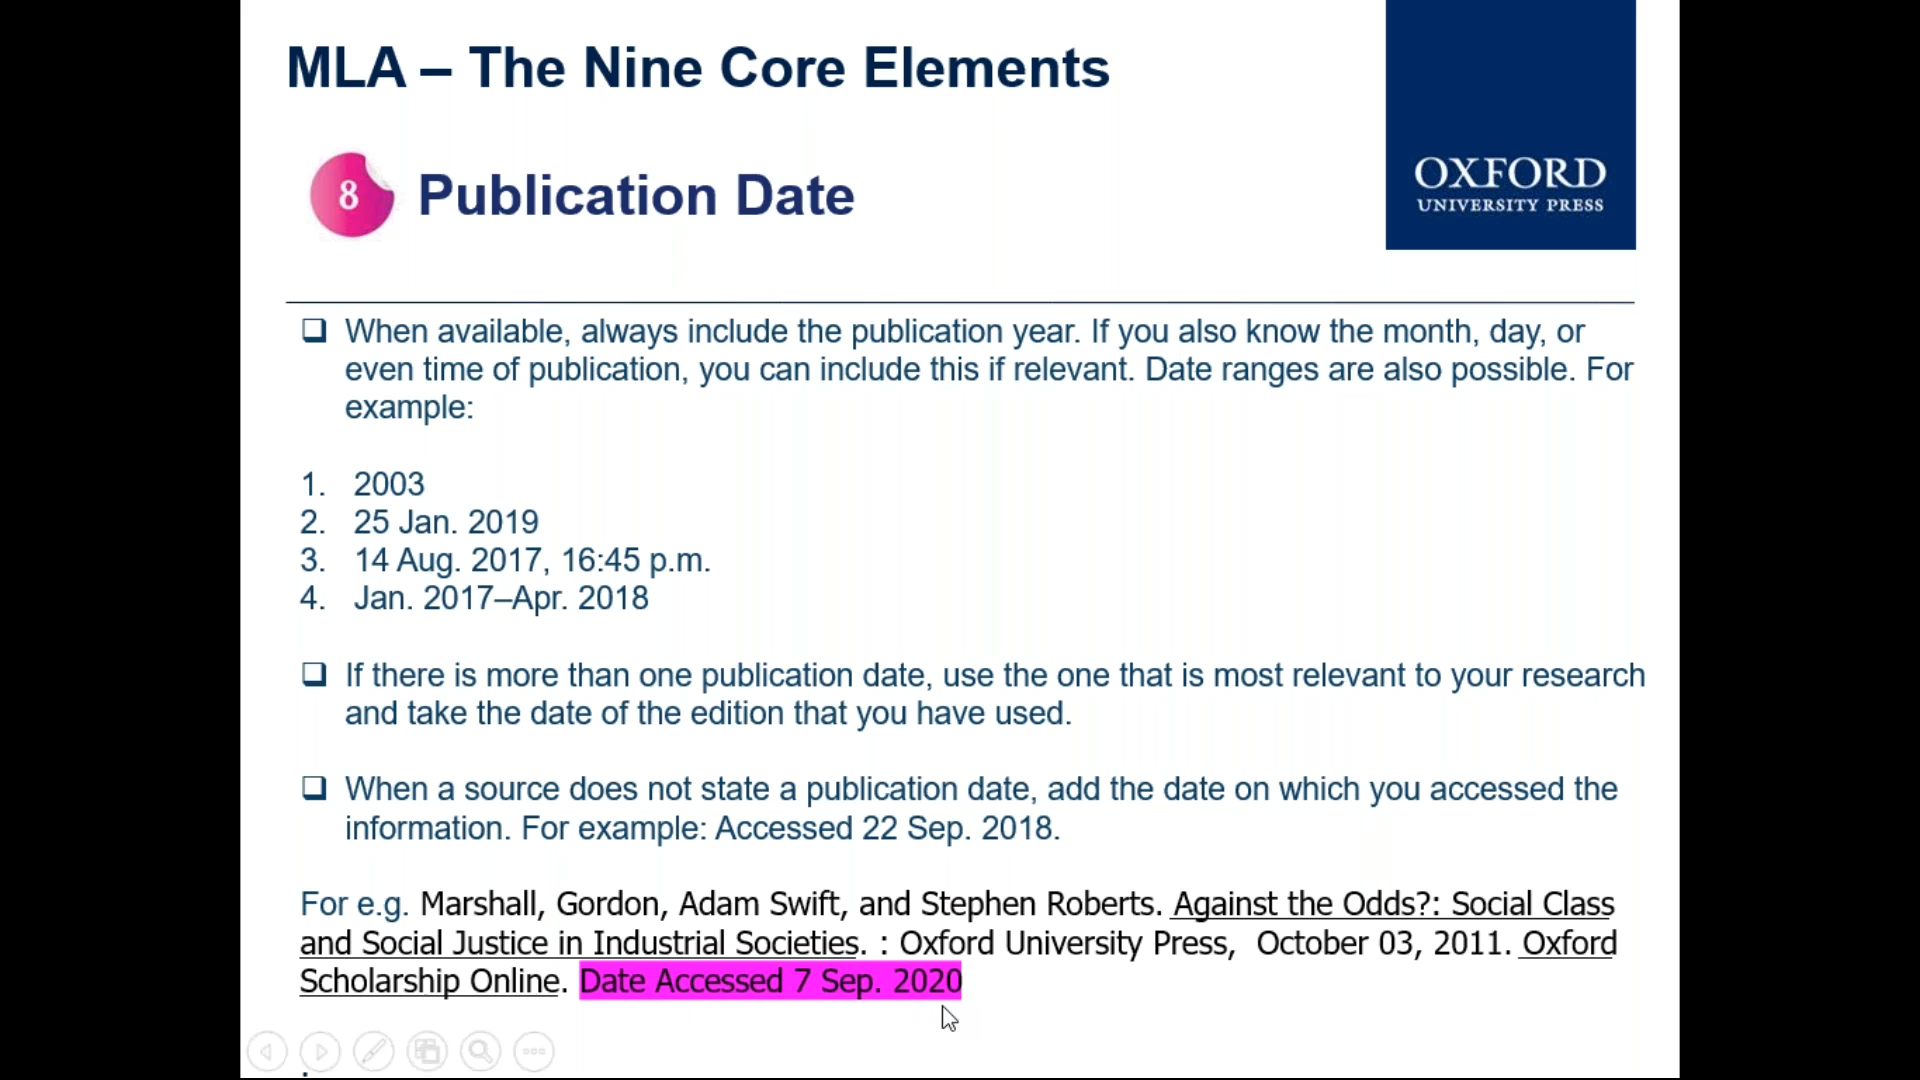 MLA – The Nine Core Elements
OXFORD
UNIVERSITY PRESS
8 Publication Date
❑ When available, always include the publication year. If you also know the month, day, or
even time of publication, you can include this if relevant. Date ranges are also possible. For
example:
1. 2003
2. 25 Jan. 2019
3. 14 Aug. 2017, 16:45 p.m.
4. Jan. 2017–Apr. 2018
❑ If there is more than one publication date, use the one that is most relevant to your research
and take the date of the edition that you have used.
❑ When a source does not state a publication date, add the date on which you accessed the
information. For example: Accessed 22 Sep. 2018.
For e.g. Marshall, Gordon, Adam Swift, and Stephen Roberts. Against the Odds?: Social Class
and Social Justice in Industrial Societies. : Oxford University Press,  October 03, 2011. Oxford
Scholarship Online. Date Accessed 7 Sep. 2020
.